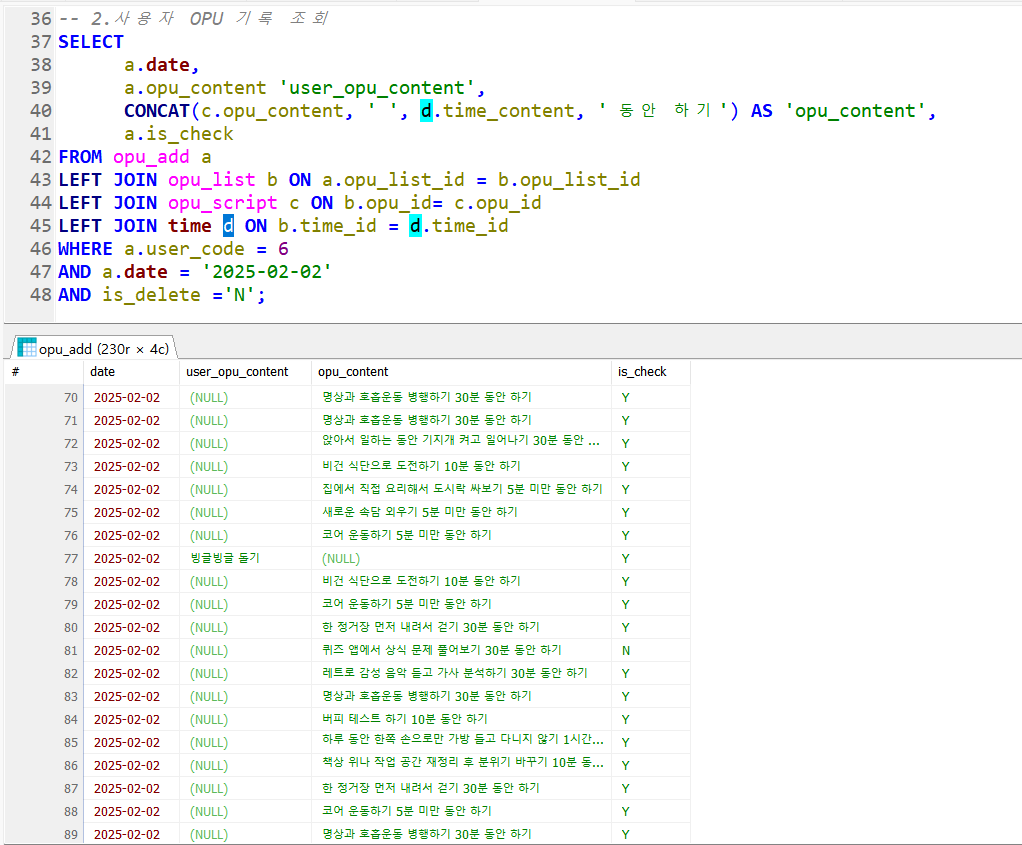 36 -- 2.사용자 OPU 기록 조회
37 SELECT
38 a.date,
39 a.opu_content 'user_opu_content',
40 CONCAT(c.opu_content, ' ', d.time_content, ' 동안 하기') AS 'opu_content',
41 a.is_check
42 FROM opu_add a
43 LEFT JOIN opu_list b ON a.opu_list_id = b.opu_list_id
44 LEFT JOIN opu_script c ON b.opu_id= c.opu_id
45 LEFT JOIN time d ON b.time_id = d.time_id
46 WHERE a.user_code = 6
47 AND a.date = '2025-02-02'
48 AND is_delete ='N';
opu_add (230r × 4c)
# date user_opu_content opu_content is_check
70 2025-02-02 (NULL) 명상과 호흡운동 병행하기 30분 동안 하기 Y
71 2025-02-02 (NULL) 명상과 호흡운동 병행하기 30분 동안 하기 Y
72 2025-02-02 (NULL) 앉아서 일하는 동안 기지개 켜고 일어나기 30분 동안 ... Y
73 2025-02-02 (NULL) 비건 식단으로 도전하기 10분 동안 하기 Y
74 2025-02-02 (NULL) 집에서 직접 요리해서 도시락 싸보기 5분 미만 동안 하기 Y
75 2025-02-02 (NULL) 새로운 속담 외우기 5분 미만 동안 하기 Y
76 2025-02-02 (NULL) 코어 운동하기 5분 미만 동안 하기 Y
77 2025-02-02 빙글빙글 돌기 (NULL) Y
78 2025-02-02 (NULL) 비건 식단으로 도전하기 10분 동안 하기 Y
79 2025-02-02 (NULL) 코어 운동하기 5분 미만 동안 하기 Y
80 2025-02-02 (NULL) 한 정거장 먼저 내려서 걷기 30분 동안 하기 Y
81 2025-02-02 (NULL) 퀴즈 앱에서 상식 문제 풀어보기 30분 동안 하기 N
82 2025-02-02 (NULL) 레트로 감성 음악 듣고 가사 분석하기 30분 동안 하기 Y
83 2025-02-02 (NULL) 명상과 호흡운동 병행하기 30분 동안 하기 Y
84 2025-02-02 (NULL) 버피 테스트 하기 10분 동안 하기 Y
85 2025-02-02 (NULL) 하루 동안 한쪽 손으로만 가방 들고 다니지 않기 1시간... Y
86 2025-02-02 (NULL) 책상 위나 작업 공간 재정리 후 분위기 바꾸기 10분 동... Y
87 2025-02-02 (NULL) 한 정거장 먼저 내려서 걷기 30분 동안 하기 Y
88 2025-02-02 (NULL) 코어 운동하기 5분 미만 동안 하기 Y
89 2025-02-02 (NULL) 명상과 호흡운동 병행하기 30분 동안 하기 Y